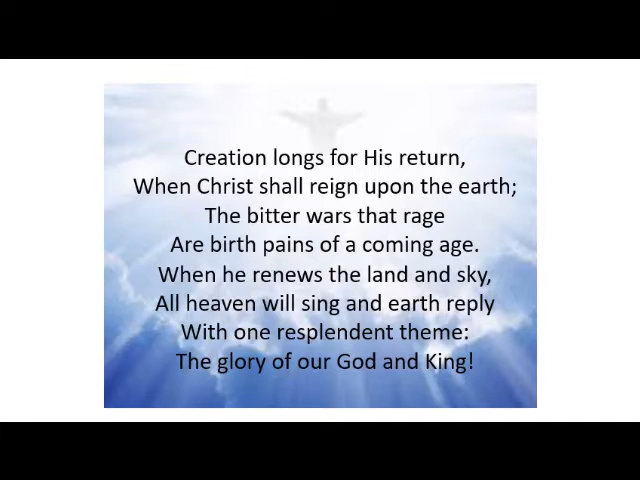 Creation longs for His return,
When Christ shall reign upon the earth;
The bitter wars that rage
Are birth pains of a coming age.
When he renews the land and sky,
All heaven will sing and earth reply
With one resplendent theme:
The glory of our God and King!